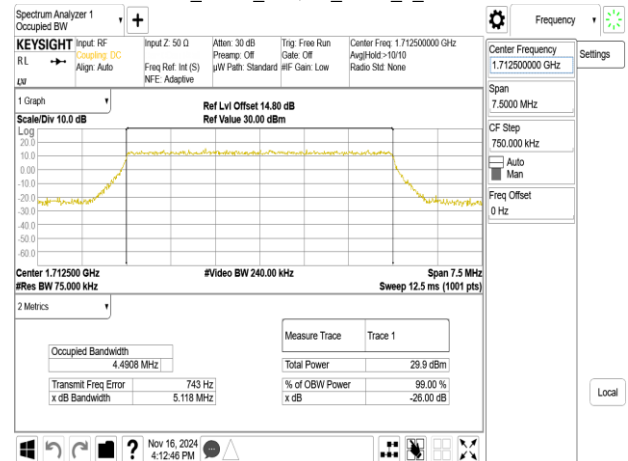 Spectrum Analyzer 1
Occupied BW
Frequency
KEYSIGHT
RL
LXI
Input: RF
Coupling: DC
Align: Auto
Input Z: 50 Ω
Freq Ref: Int (S)
NFE: Adaptive
Atten: 30 dB
Preamp: Off
µW Path: Standard
Trig: Free Run
Gate: Off
#IF Gain: Low
Center Freq: 1.712500000 GHz
Avg|Hold:>10/10
Radio Std: None
Center Frequency
1.712500000 GHz
Settings
Span
7.5000 MHz
CF Step
750.000 kHz
Auto
Man
Freq Offset
0 Hz
Local
1 Graph
Scale/Div 10.0 dB
Ref Lvl Offset 14.80 dB
Ref Value 30.00 dBm
Log
20.0
10.0
0.00
-10.0
-20.0
-30.0
-40.0
-50.0
-60.0
Center 1.712500 GHz
#Video BW 240.00 kHz
Span 7.5 MHz
#Res BW 75.000 kHz
Sweep 12.5 ms (1001 pts)
2 Metrics
Measure Trace
Trace 1
Occupied Bandwidth
4.4908 MHz
Total Power
29.9 dBm
Transmit Freq Error
743 Hz
% of OBW Power
99.00 %
x dB Bandwidth
5.118 MHz
x dB
-26.00 dB
?
Nov 16, 2024
4:12:46 PM